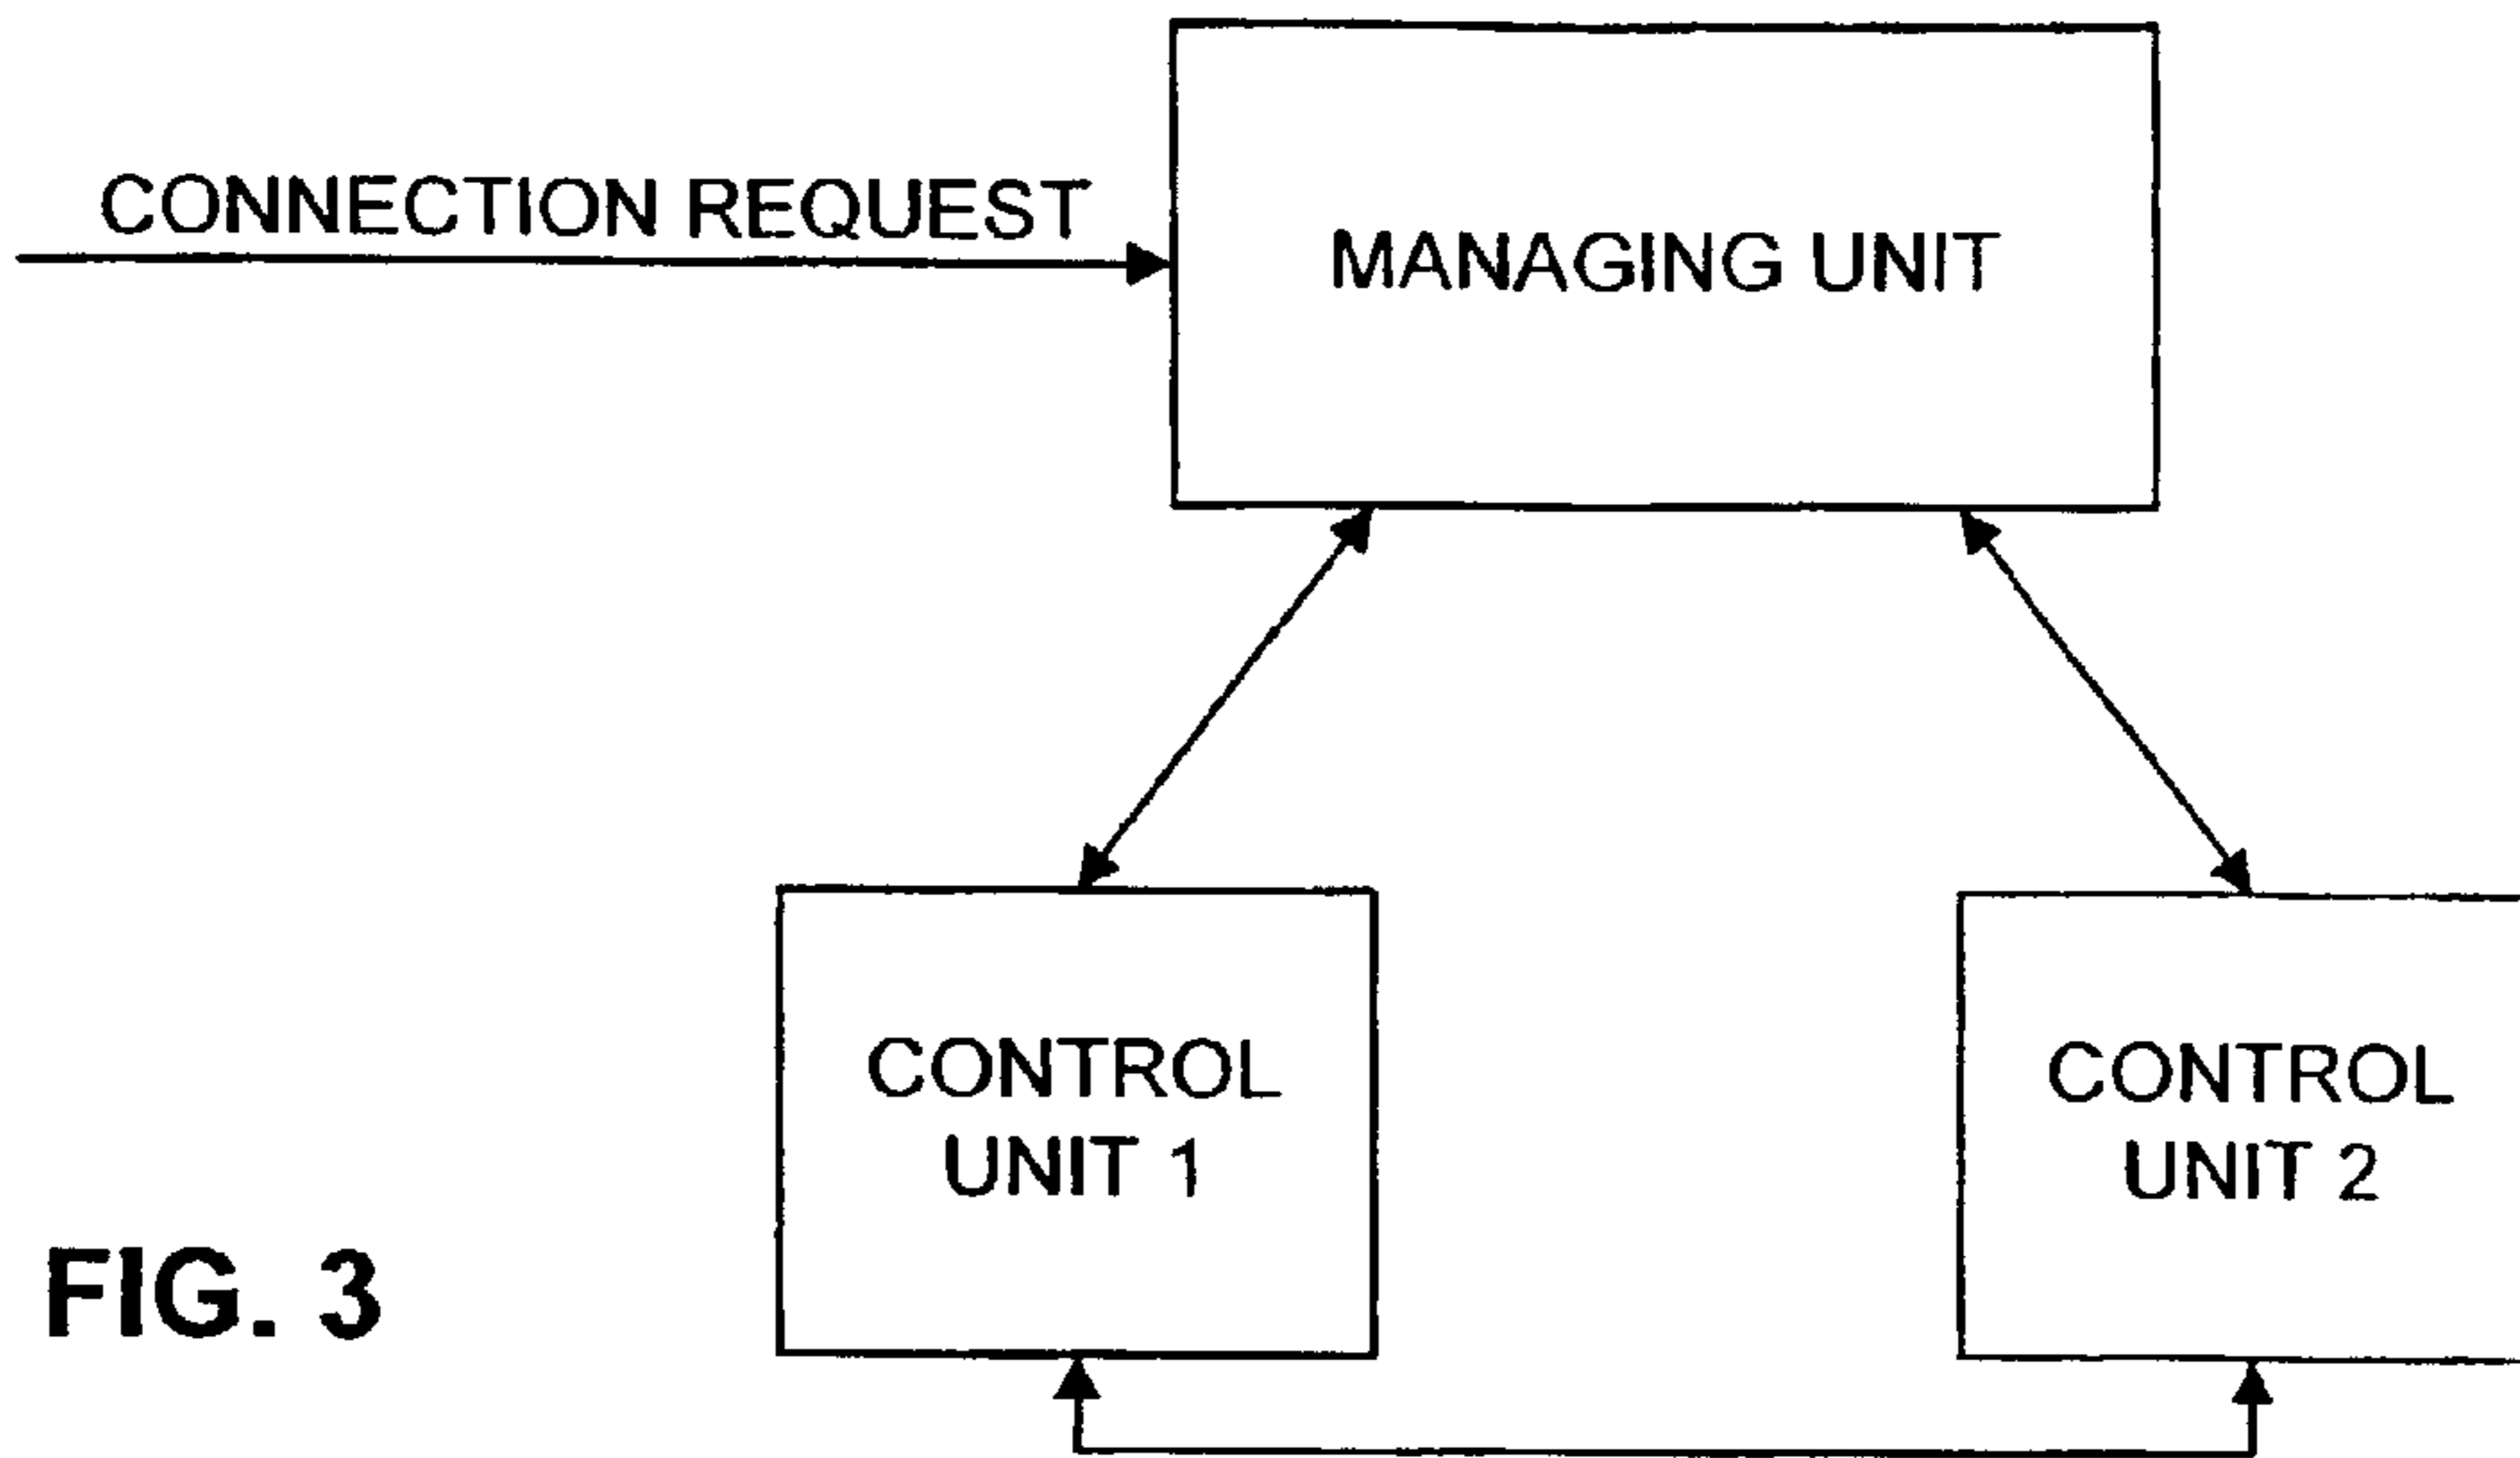 CONNECTION REQUEST
MANAGING UNIT
CONTROL
UNIT 1
CONTROL
UNIT 2
FIG. 3